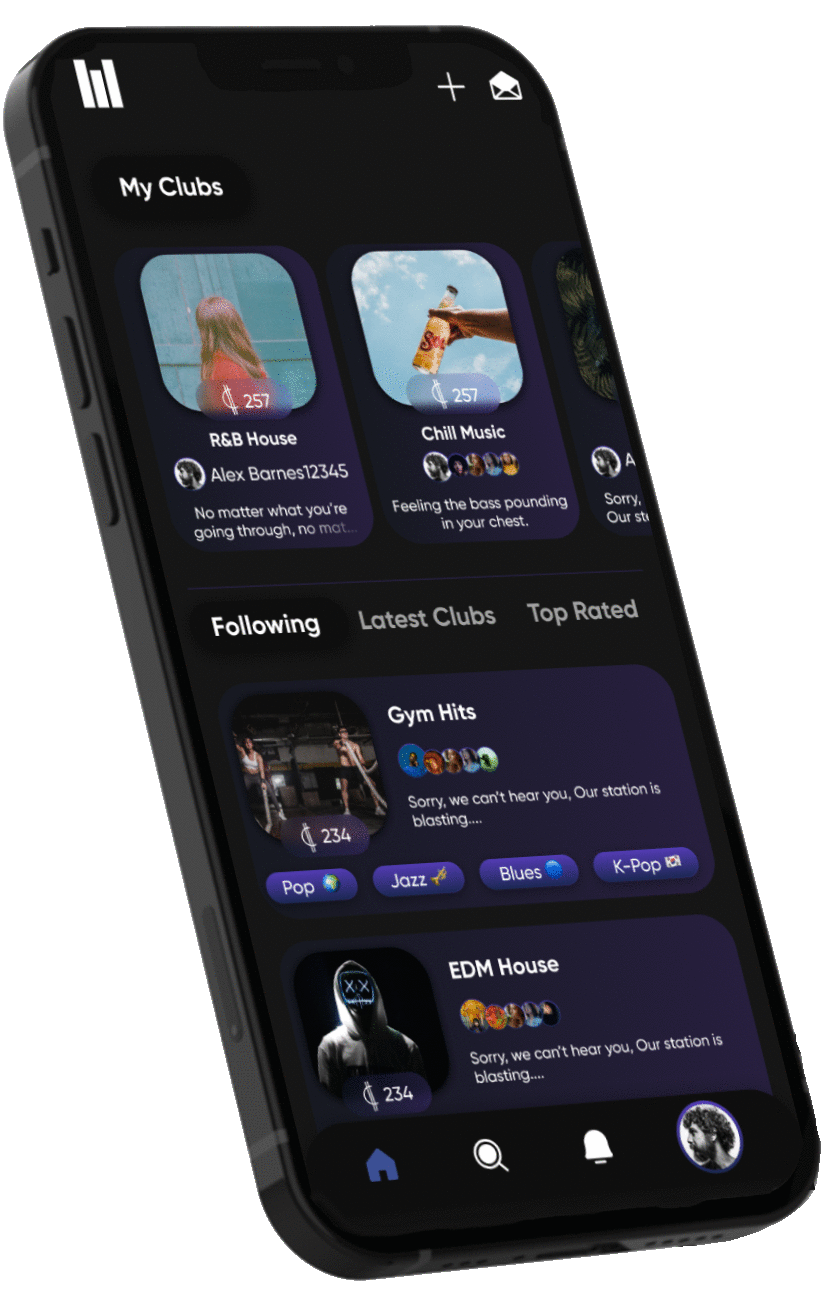 My Clubs
257
257
R&B House
Chill Music
Alex Barnes12345
A
No matter what you're
going through, no mat...
Feeling the bass pounding
in your chest.
Sorry,
Our st
Following
Latest Clubs
Top Rated
Gym Hits
Sorry, we can't hear you, Our station is
blasting....
234
Pop
Jazz
Blues
K-Pop
EDM House
Sorry, we can't hear you, Our station is
blasting....
234